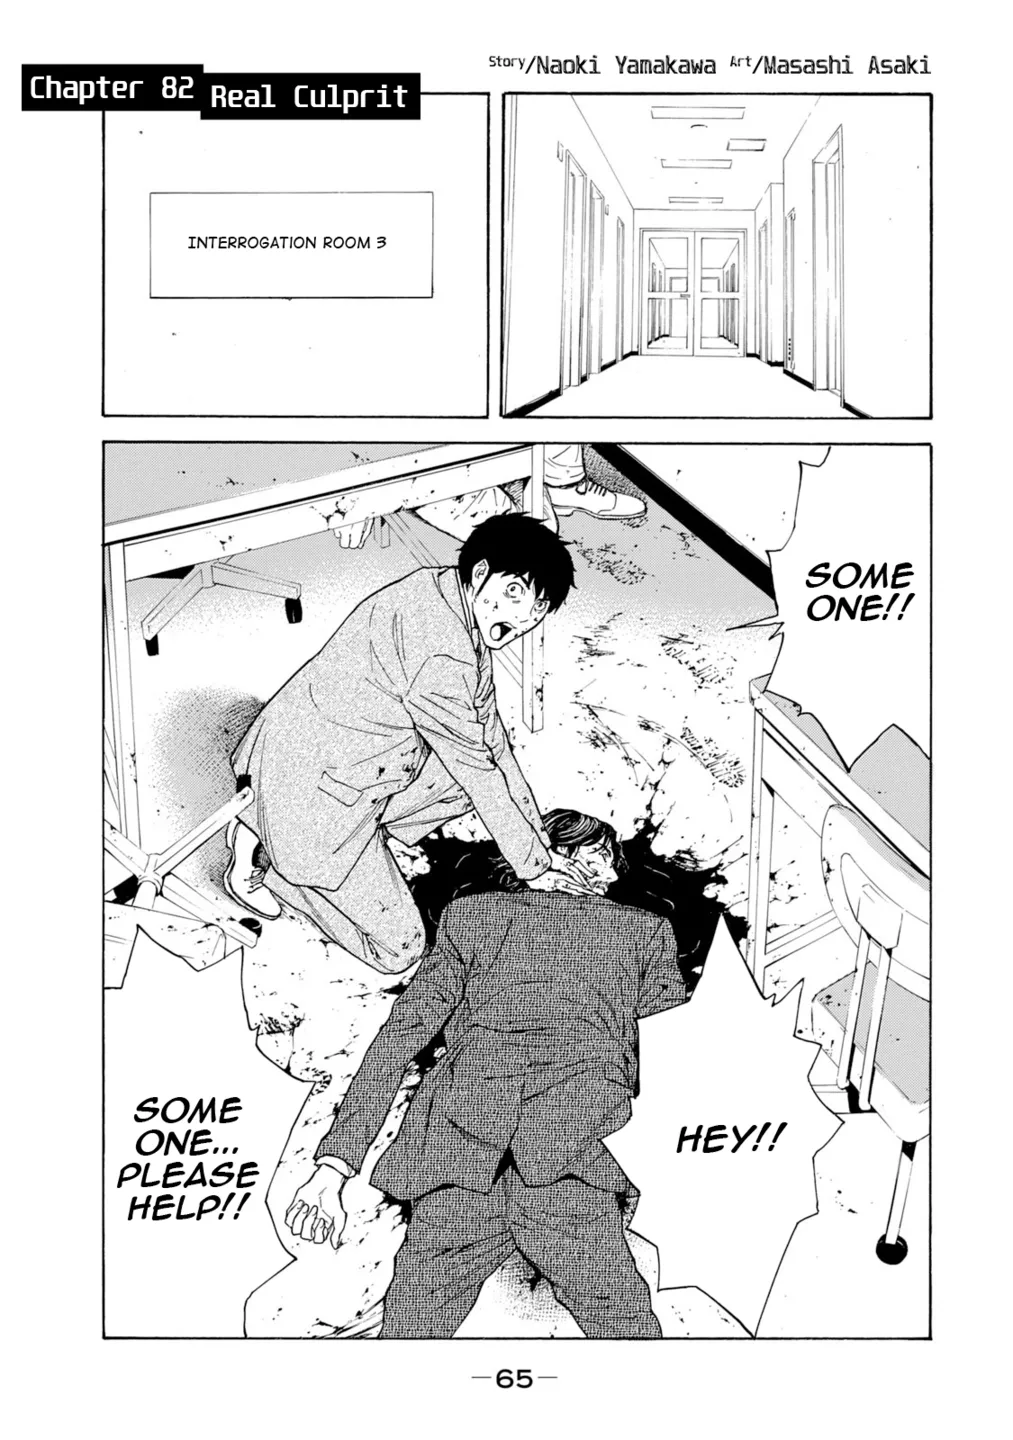 Story/Naoki Yamakawa Art/Masashi Asaki
Chapter 82
Real Culprit
INTERROGATION ROOM 3
SOME
ONE!!
HEY!!
SOME
ONE...
PLEASE
HELP!!
—65—